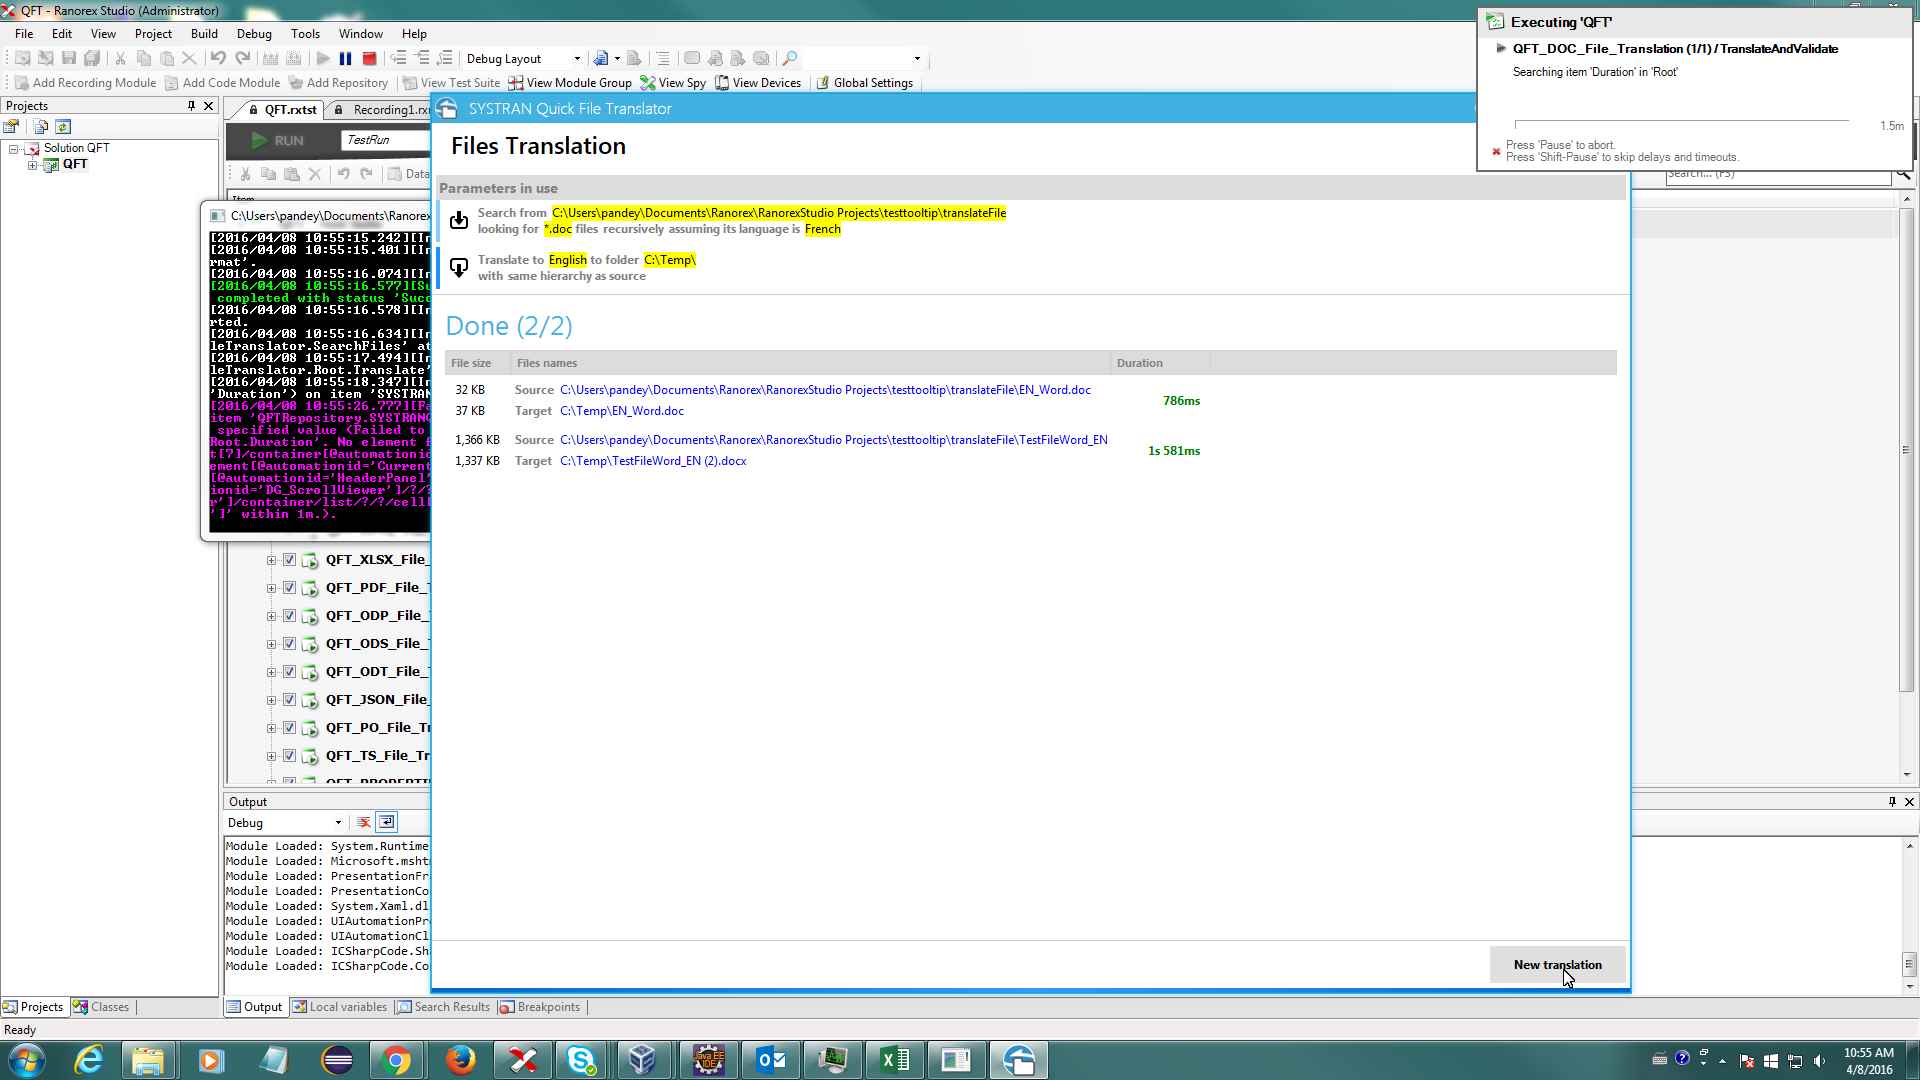 QFT - Ranorex Studio (Administrator)
File Edit View Project Build Debug Tools Window Help
Debug Layout
Add Recording Module Add Code Module Add Repository View Test Suite View Module Group View Spy View Devices Global Settings
Projects
Solution QFT
QFT
QFT.rxtst Recording1.rx
RUN TestRun
Data
Item
Search... (F3)
Executing 'QFT'
QFT_DOC_File_Translation (1/1) / TranslateAndValidate
Searching item 'Duration' in 'Root'
1.5m
Press 'Pause' to abort.
Press 'Shift-Pause' to skip delays and timeouts.
C:\Users\pandey\Documents\Ranorex
[2016/04/08 10:55:15.242][In
[2016/04/08 10:55:15.401][In
rmat'.
[2016/04/08 10:55:16.074][In
[2016/04/08 10:55:16.577][Su
completed with status 'Succ
[2016/04/08 10:55:16.578][In
rted.
[2016/04/08 10:55:16.634][In
leTranslator.SearchFiles' at
[2016/04/08 10:55:17.494][In
leTranslator.Root.Translate'
[2016/04/08 10:55:18.347][In
'Duration') on item 'SYSTRAN
[2016/04/08 10:55:26.777][Fa
item 'QFTRepository.SYSTRANQ
specified value (Failed to
Root.Duration'. No element f
t[7]/container[@automationid
ement[@automationid='Current
[@automationid='HeaderPanel'
ionid='DG_ScrollViewer']/?/?
r']/container/list/?/?/cell[
']' within 1m.).
SYSTRAN Quick File Translator
Files Translation
Parameters in use
Search from C:\Users\pandey\Documents\Ranorex\RanorexStudio Projects\testtooltip\translateFile
looking for *.doc files recursively assuming its language is French
Translate to English to folder C:\Temp\
with same hierarchy as source
Done (2/2)
File size Files names Duration
32 KB Source C:\Users\pandey\Documents\Ranorex\RanorexStudio Projects\testtooltip\translateFile\EN_Word.doc
786ms
37 KB Target C:\Temp\EN_Word.doc
1,366 KB Source C:\Users\pandey\Documents\Ranorex\RanorexStudio Projects\testtooltip\translateFile\TestFileWord_EN
1s 581ms
1,337 KB Target C:\Temp\TestFileWord_EN (2).docx
New translation
QFT_XLSX_File_
QFT_PDF_File_T
QFT_ODP_File_
QFT_ODS_File_
QFT_ODT_File_
QFT_JSON_File_
QFT_PO_File_Tr
QFT_TS_File_Tr
QFT_PROPERTI
Output
Debug
Module Loaded: System.Runtime
Module Loaded: Microsoft.msht
Module Loaded: PresentationFr
Module Loaded: PresentationCo
Module Loaded: System.Xaml.dl
Module Loaded: UIAutomationPr
Module Loaded: UIAutomationCl
Module Loaded: ICSharpCode.Sh
Module Loaded: ICSharpCode.Co
Projects Classes Output Local variables Search Results Breakpoints
Ready
10:55 AM
4/8/2016